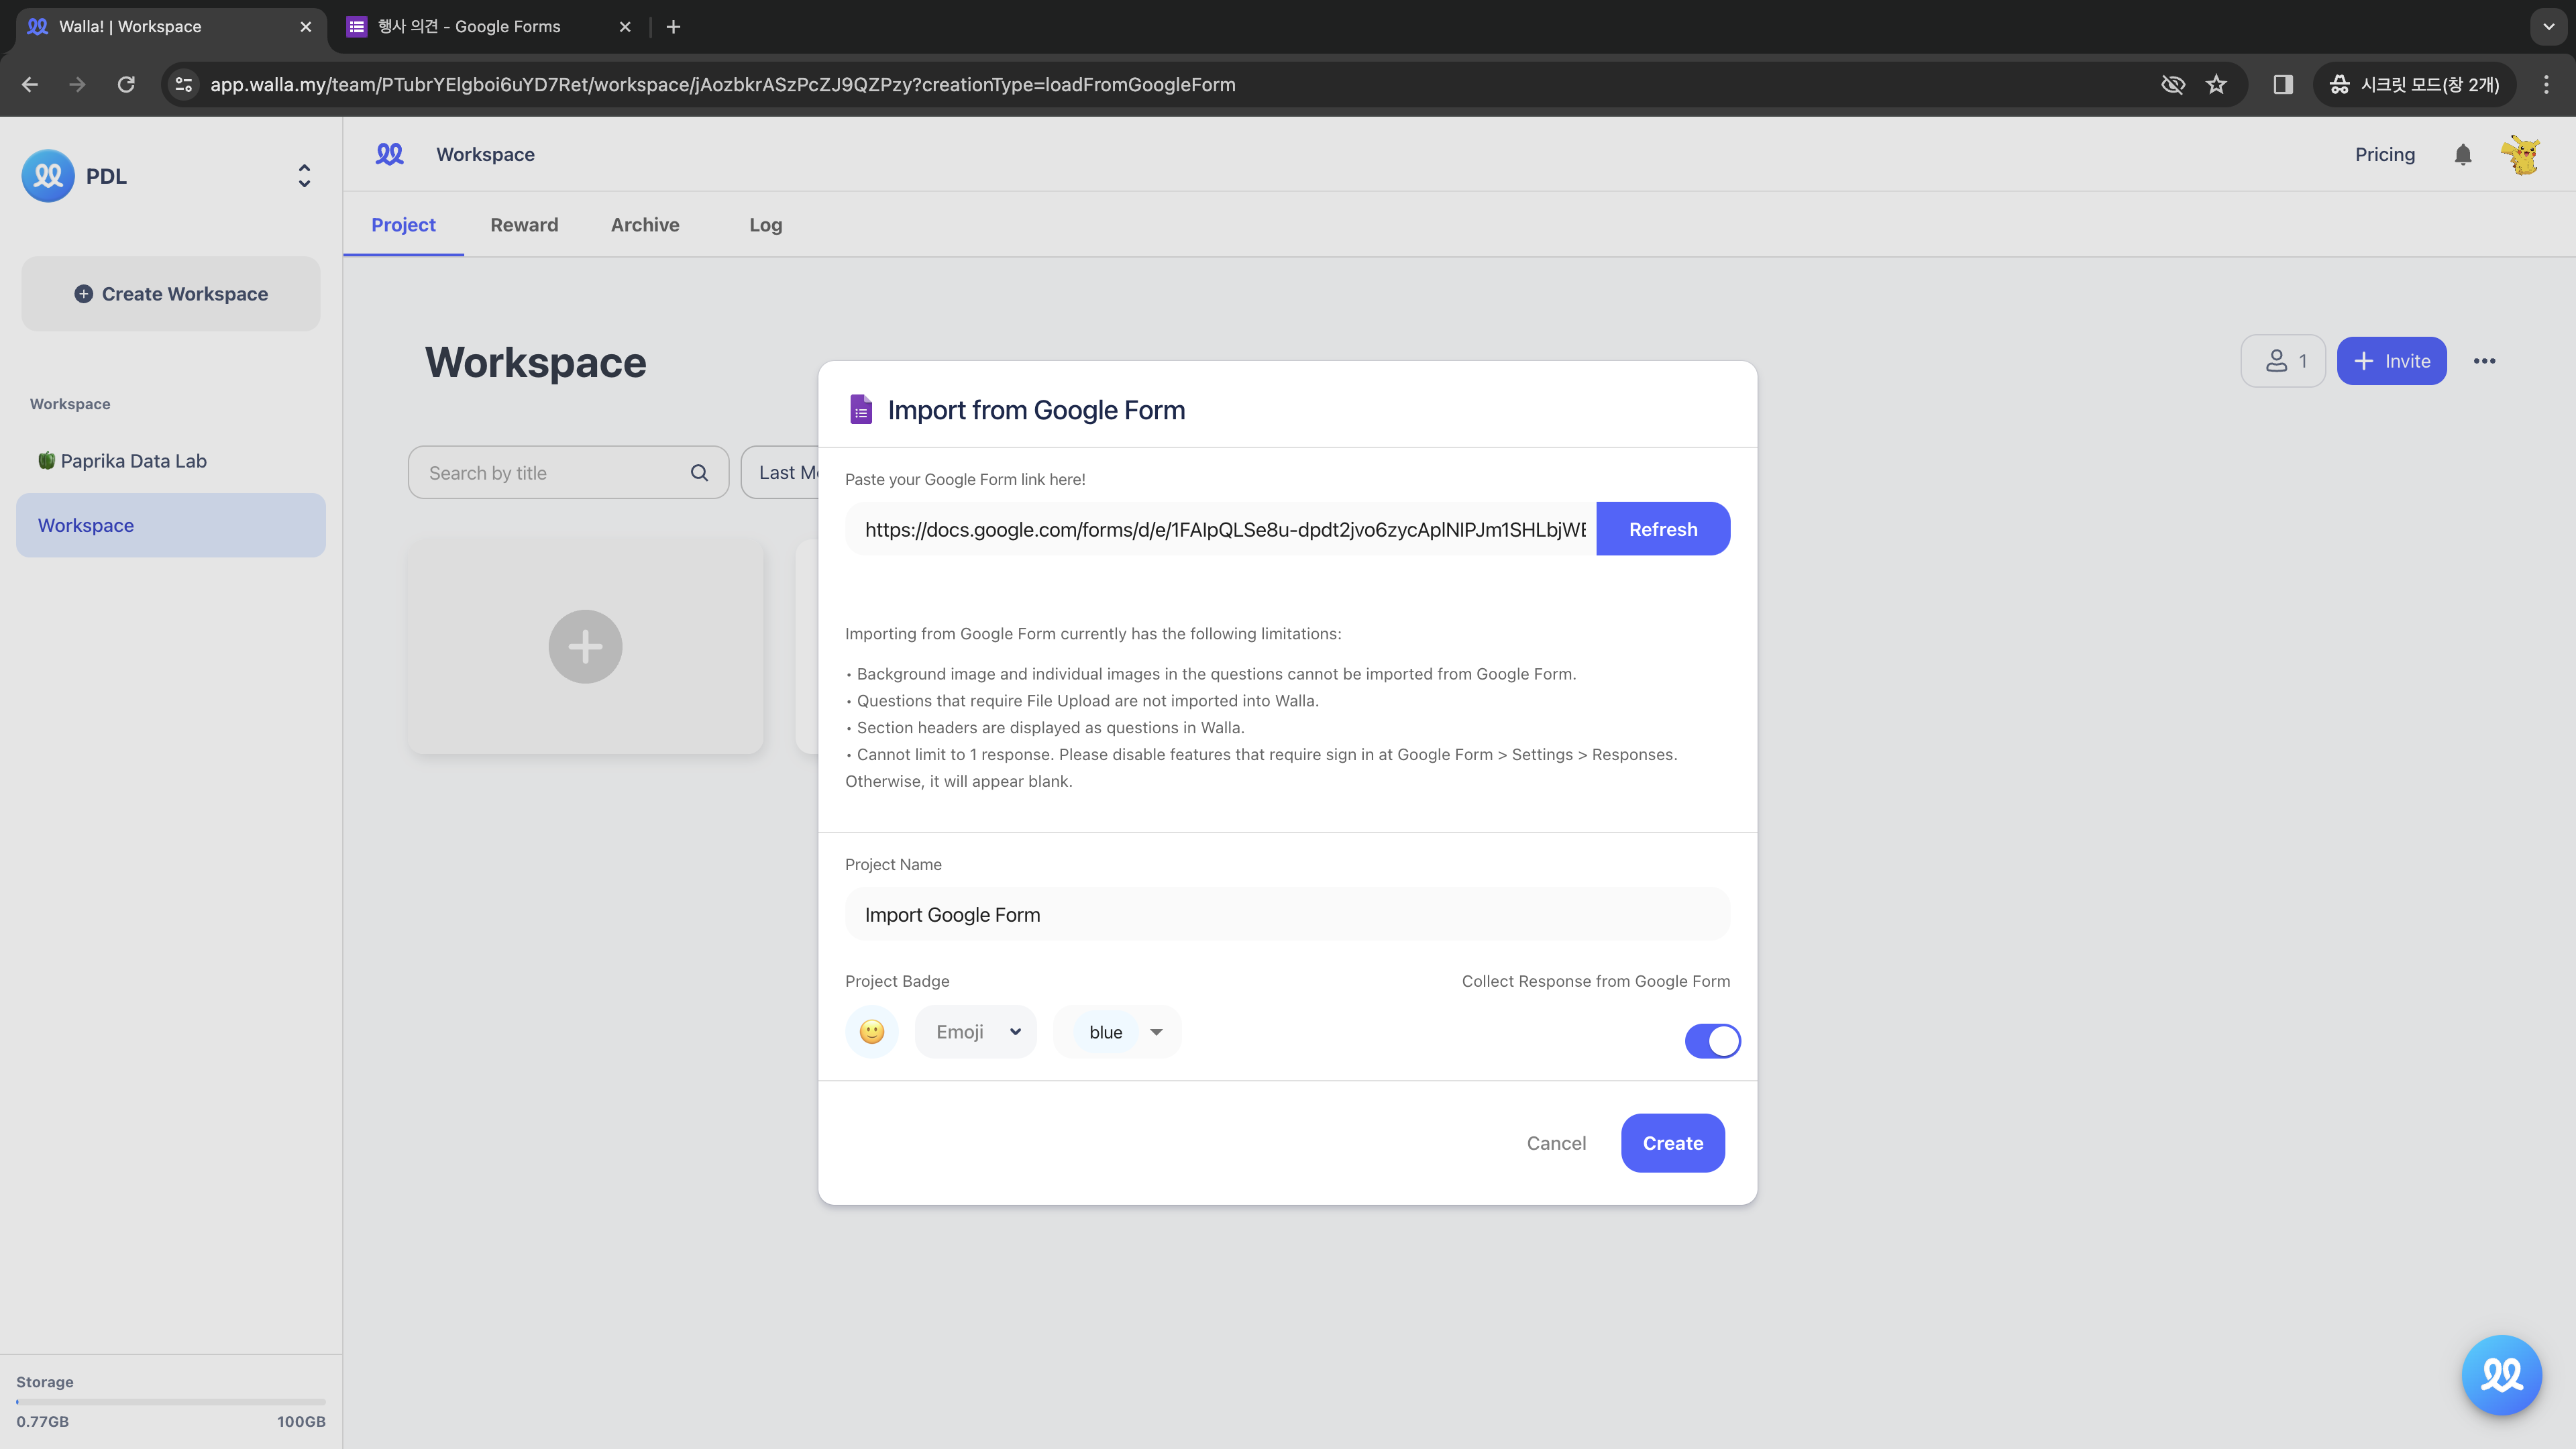 Walla! | Workspace
행사 의견 - Google Forms
app.walla.my/team/PTubrYElgboi6uYD7Ret/workspace/jAozbkrASzPcZJ9QZPzy?creationType=loadFromGoogleForm
시크릿 모드(창 2개)
PDL
Workspace
Pricing
Project
Reward
Archive
Log
Create Workspace
Workspace
Paprika Data Lab
Workspace
Storage
0.77GB
100GB
Workspace
1
Invite
Search by title
Last M
Import from Google Form
Paste your Google Form link here!
https://docs.google.com/forms/d/e/1FAIpQLSe8u-dpdt2jvo6zycAplNIPJm1SHLbjWE
Refresh
Importing from Google Form currently has the following limitations:
• Background image and individual images in the questions cannot be imported from Google Form.
• Questions that require File Upload are not imported into Walla.
• Section headers are displayed as questions in Walla.
• Cannot limit to 1 response. Please disable features that require sign in at Google Form > Settings > Responses.
Otherwise, it will appear blank.
Project Name
Import Google Form
Project Badge
Collect Response from Google Form
Emoji
blue
Cancel
Create